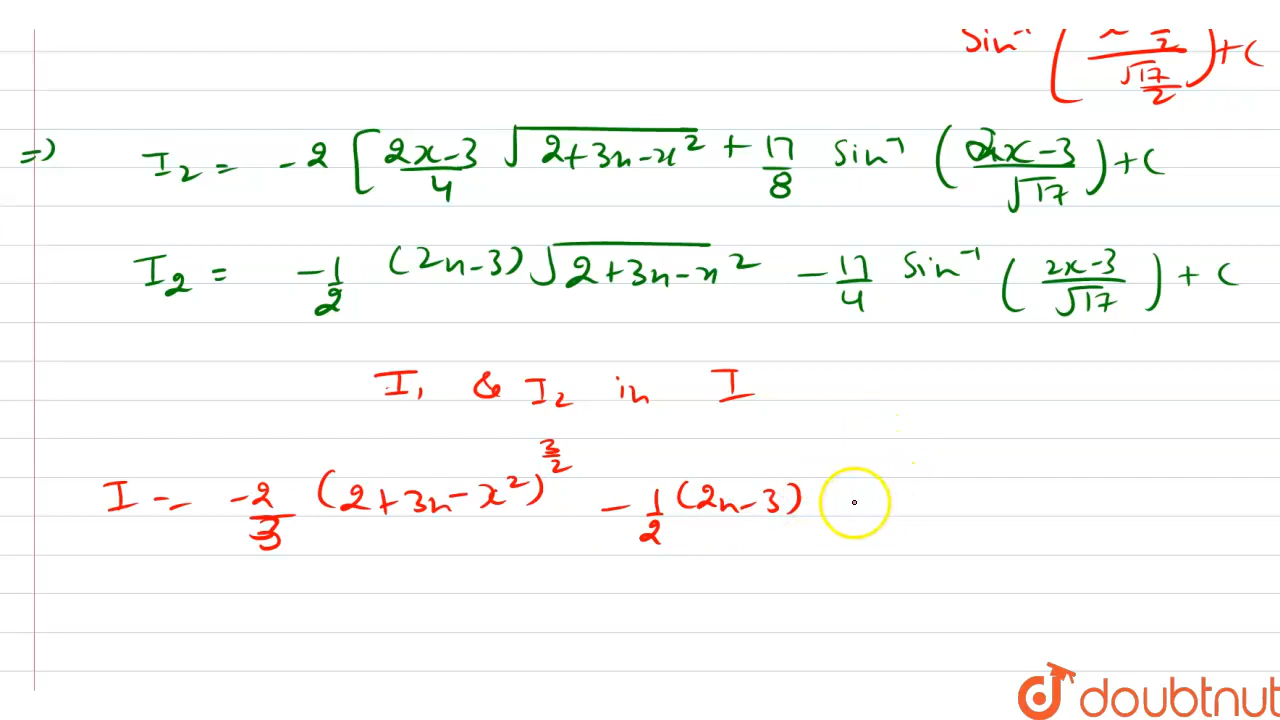 sin⁻¹ ( / √17/2 ) + C
=> I₂ = -2 [ 2x-3/4 √2+3x-x² + 17/8 sin⁻¹ ( 2x-3/√17 ) + C
I₂ = -1/2 (2x-3) √2+3x-x² - 17/4 sin⁻¹ ( 2x-3/√17 ) + C
I₁ & I₂ in I
I = -2/3 (2+3x-x²)^3/2 - 1/2 (2x-3)
doubtnut